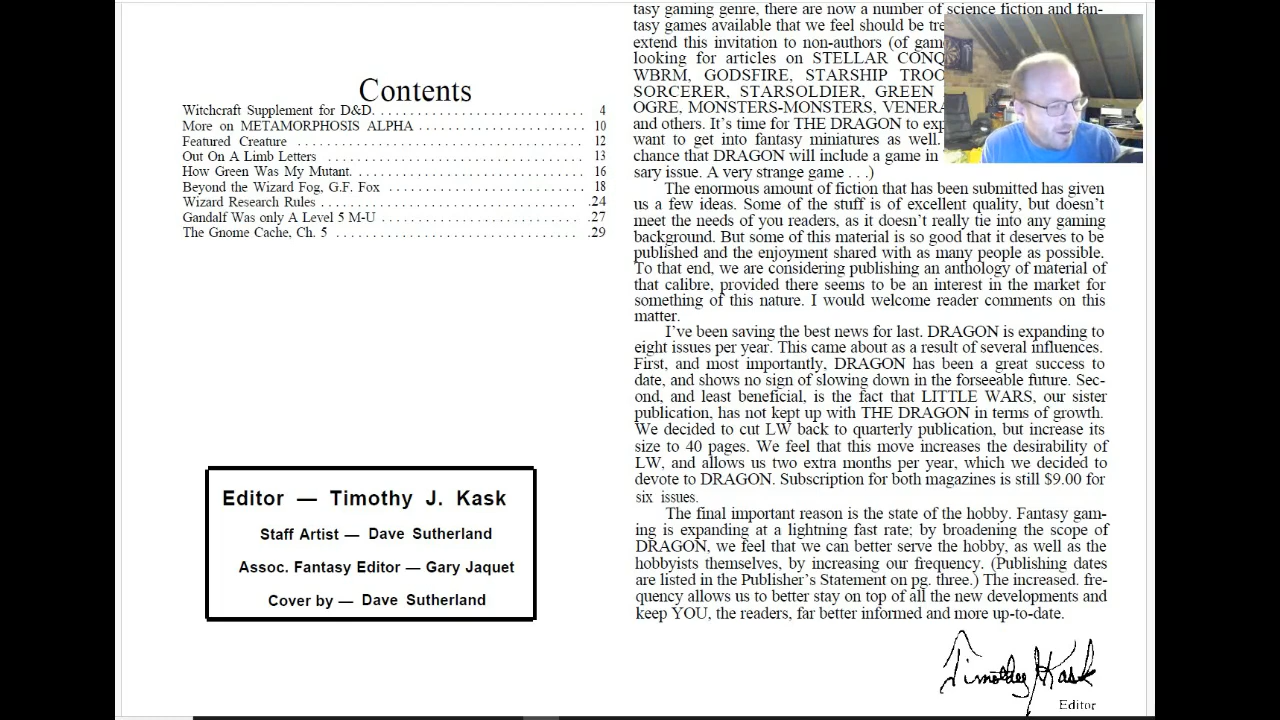 Contents
Witchcraft Supplement for D&D. . . . . . . . . . . . . . . . . . . . . . . . . . . . 4
More on METAMORPHOSIS ALPHA . . . . . . . . . . . . . . . . . . . . . . 10
Featured Creature . . . . . . . . . . . . . . . . . . . . . . . . . . . . . . . . . . . . 12
Out On A Limb Letters . . . . . . . . . . . . . . . . . . . . . . . . . . . . . . . . . 13
How Green Was My Mutant. . . . . . . . . . . . . . . . . . . . . . . . . . . . . . 16
Beyond the Wizard Fog, G.F. Fox . . . . . . . . . . . . . . . . . . . . . . . . . . 18
Wizard Research Rules . . . . . . . . . . . . . . . . . . . . . . . . . . . . . . . . .24
Gandalf Was only A Level 5 M-U . . . . . . . . . . . . . . . . . . . . . . . . . .27
The Gnome Cache, Ch. 5 . . . . . . . . . . . . . . . . . . . . . . . . . . . . . . .29
Editor — Timothy J. Kask
Staff Artist — Dave Sutherland
Assoc. Fantasy Editor — Gary Jaquet
Cover by — Dave Sutherland
tasy gaming genre, there are now a number of science fiction and fan-
tasy games available that we feel should be
extend this invitation to non-authors (of
looking for articles on STELLAR
WBRM, GODSFIRE, STARSHIP
SORCERER, STARSOLDIER, GREEN
OGRE, MONSTERS-MONSTERS,
and others. It's time for THE DRAGON to
want to get into fantasy miniatures as well.
chance that DRAGON will include a game in
sary issue. A very strange game . . .)
The enormous amount of fiction that has been submitted has given
us a few ideas. Some of the stuff is of excellent quality, but doesn't
meet the needs of you readers, as it doesn't really tie into any gaming
background. But some of this material is so good that it deserves to be
published and the enjoyment shared with as many people as possible.
To that end, we are considering publishing an anthology of material of
that calibre, provided there seems to be an interest in the market for
something of this nature. I would welcome reader comments on this
matter.
I've been saving the best news for last. DRAGON is expanding to
eight issues per year. This came about as a result of several influences.
First, and most importantly, DRAGON has been a great success to
date, and shows no sign of slowing down in the forseeable future. Sec-
ond, and least beneficial, is the fact that LITTLE WARS, our sister
publication, has not kept up with THE DRAGON in terms of growth.
We decided to cut LW back to quarterly publication, but increase its
size to 40 pages. We feel that this move increases the desirability of
LW, and allows us two extra months per year, which we decided to
devote to DRAGON. Subscription for both magazines is still $9.00 for
six issues.
The final important reason is the state of the hobby. Fantasy gam-
ing is expanding at a lightning fast rate; by broadening the scope of
DRAGON, we feel that we can better serve the hobby, as well as the
hobbyists themselves, by increasing our frequency. (Publishing dates
are listed in the Publisher's Statement on pg. three.) The increased. fre-
quency allows us to better stay on top of all the new developments and
keep YOU, the readers, far better informed and more up-to-date.
Timothy J Kask
Editor